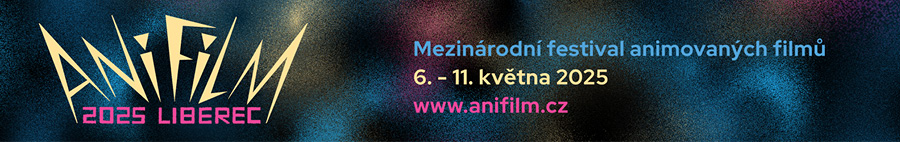 ANiFiLM
2025 LIBEREC
Mezinárodní festival animovaných filmů
6. - 11. května 2025
www.anifilm.cz